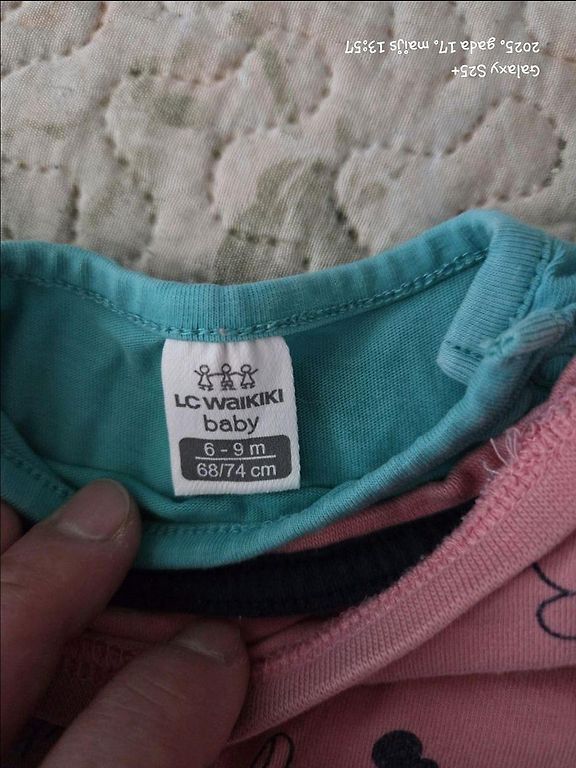 Galaxy S25+
2025. gada 17. maijs 13:57
LC WAIKIKI
baby
6 - 9 m
68/74 cm